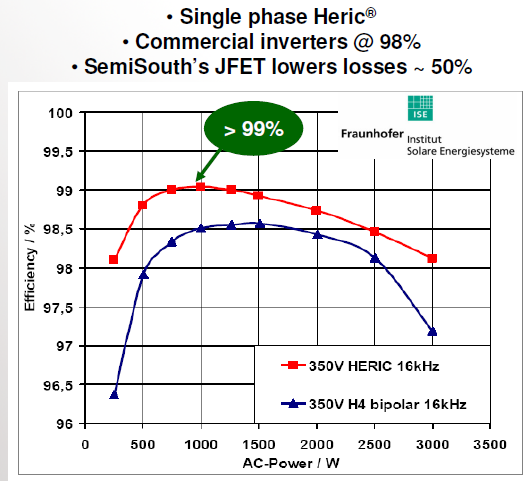 • Single phase Heric®
• Commercial inverters @ 98%
• SemiSouth's JFET lowers losses ~ 50%
ISE
Fraunhofer Institut
Solare Energiesysteme
> 99%
Efficiency / %
100
99,5
99
98,5
98
97,5
97
96,5
96
350V HERIC 16kHz
350V H4 bipolar 16kHz
0 500 1000 1500 2000 2500 3000 3500
AC-Power / W